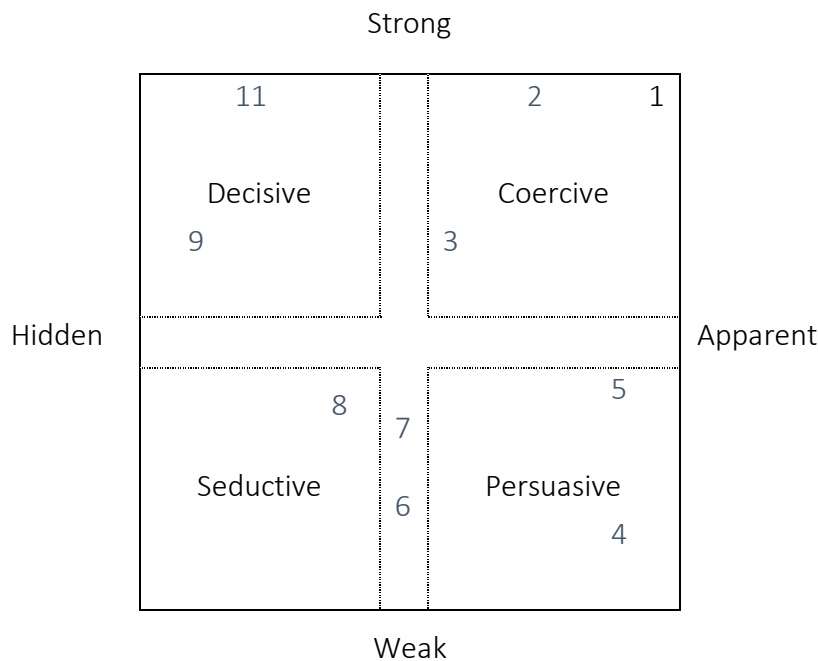 Strong
11 2 1
Decisive Coercive
9 3
Hidden Apparent
5
8
7
Seductive Persuasive
6
4
Weak